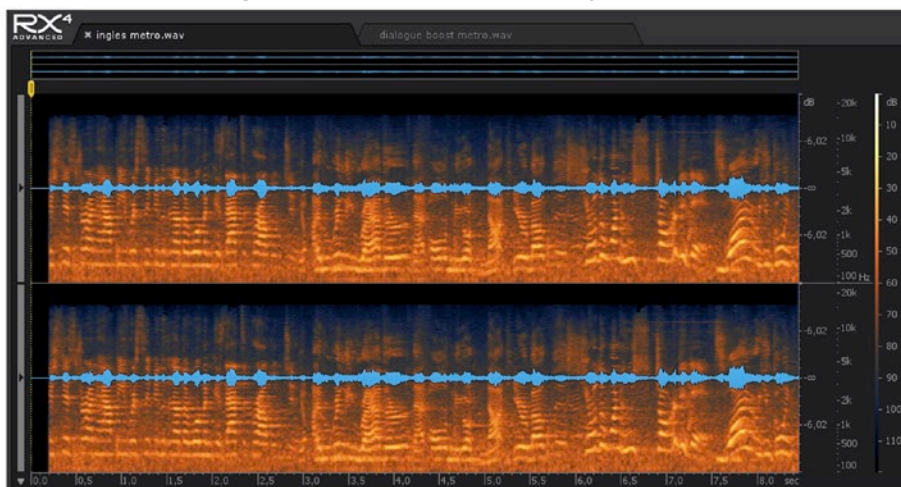 RX4
ADVANCED
× ingles metro.wav
dialogue boost metro.wav
dB
-20k
dB
-6,02
-10k
10
-5k
20
-∞
30
-2k
-6,02
-1k
40
-500
50
-100 Hz
60
-20k
70
-6,02
-10k
80
-5k
-∞
90
-2k
100
-6,02
-1k
-500
110
-100
0,0 0,5 1,0 1,5 2,0 2,5 3,0 3,5 4,0 4,5 5,0 5,5 6,0 6,5 7,0 7,5 8,0 sec